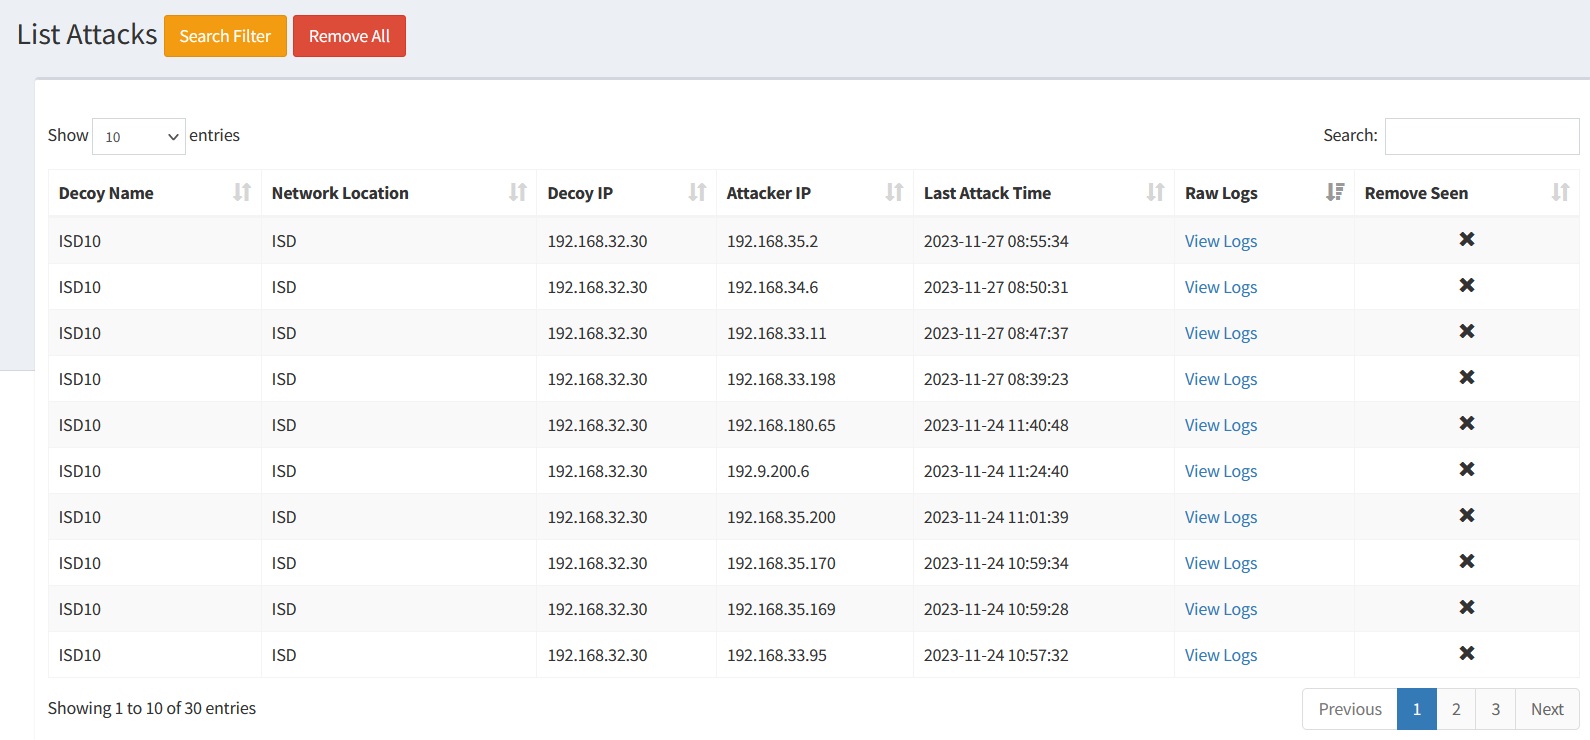 List Attacks Search Filter Remove All
Show 10 entries Search:
Decoy Name Network Location Decoy IP Attacker IP Last Attack Time Raw Logs Remove Seen
ISD10 ISD 192.168.32.30 192.168.35.2 2023-11-27 08:55:34 View Logs
ISD10 ISD 192.168.32.30 192.168.34.6 2023-11-27 08:50:31 View Logs
ISD10 ISD 192.168.32.30 192.168.33.11 2023-11-27 08:47:37 View Logs
ISD10 ISD 192.168.32.30 192.168.33.198 2023-11-27 08:39:23 View Logs
ISD10 ISD 192.168.32.30 192.168.180.65 2023-11-24 11:40:48 View Logs
ISD10 ISD 192.168.32.30 192.9.200.6 2023-11-24 11:24:40 View Logs
ISD10 ISD 192.168.32.30 192.168.35.200 2023-11-24 11:01:39 View Logs
ISD10 ISD 192.168.32.30 192.168.35.170 2023-11-24 10:59:34 View Logs
ISD10 ISD 192.168.32.30 192.168.35.169 2023-11-24 10:59:28 View Logs
ISD10 ISD 192.168.32.30 192.168.33.95 2023-11-24 10:57:32 View Logs
Showing 1 to 10 of 30 entries Previous 1 2 3 Next